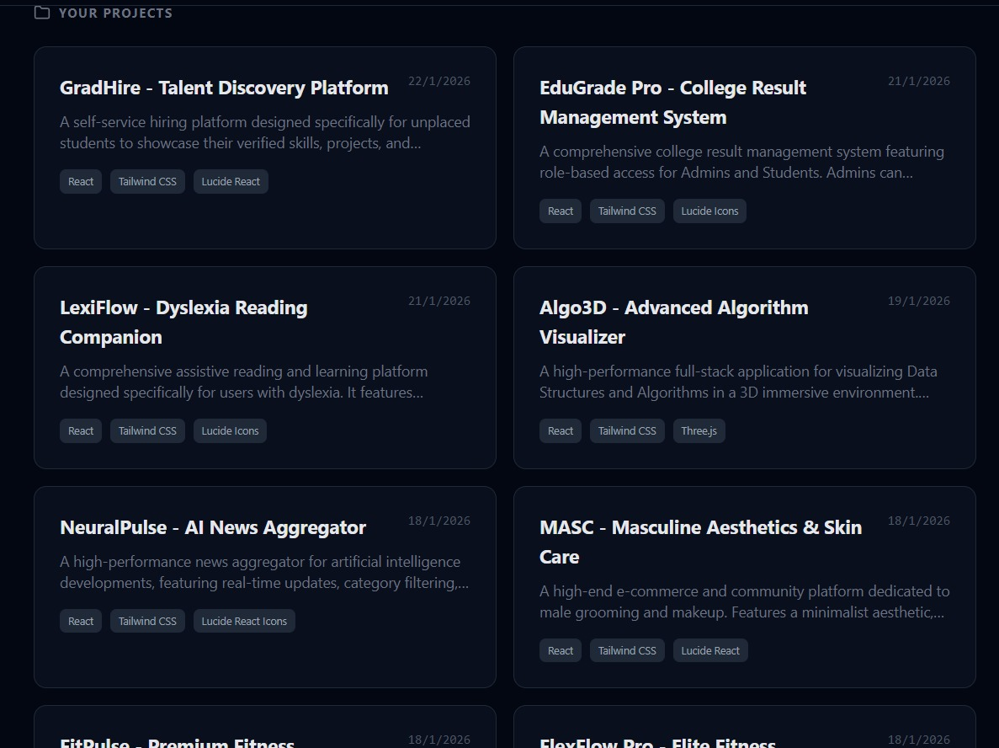 YOUR PROJECTS
GradHire - Talent Discovery Platform
22/1/2026
A self-service hiring platform designed specifically for unplaced
students to showcase their verified skills, projects, and...
React
Tailwind CSS
Lucide React
EduGrade Pro - College Result
Management System
21/1/2026
A comprehensive college result management system featuring
role-based access for Admins and Students. Admins can...
React
Tailwind CSS
Lucide Icons
LexiFlow - Dyslexia Reading
Companion
21/1/2026
A comprehensive assistive reading and learning platform
designed specifically for users with dyslexia. It features...
React
Tailwind CSS
Lucide Icons
Algo3D - Advanced Algorithm
Visualizer
19/1/2026
A high-performance full-stack application for visualizing Data
Structures and Algorithms in a 3D immersive environment....
React
Tailwind CSS
Three.js
NeuralPulse - AI News Aggregator
18/1/2026
A high-performance news aggregator for artificial intelligence
developments, featuring real-time updates, category filtering,...
React
Tailwind CSS
Lucide React Icons
MASC - Masculine Aesthetics & Skin
Care
18/1/2026
A high-end e-commerce and community platform dedicated to
male grooming and makeup. Features a minimalist aesthetic,...
React
Tailwind CSS
Lucide React
FitPulse - Premium Fitness
18/1/2026
FlexFlow Pro - Elite Fitness
18/1/2026